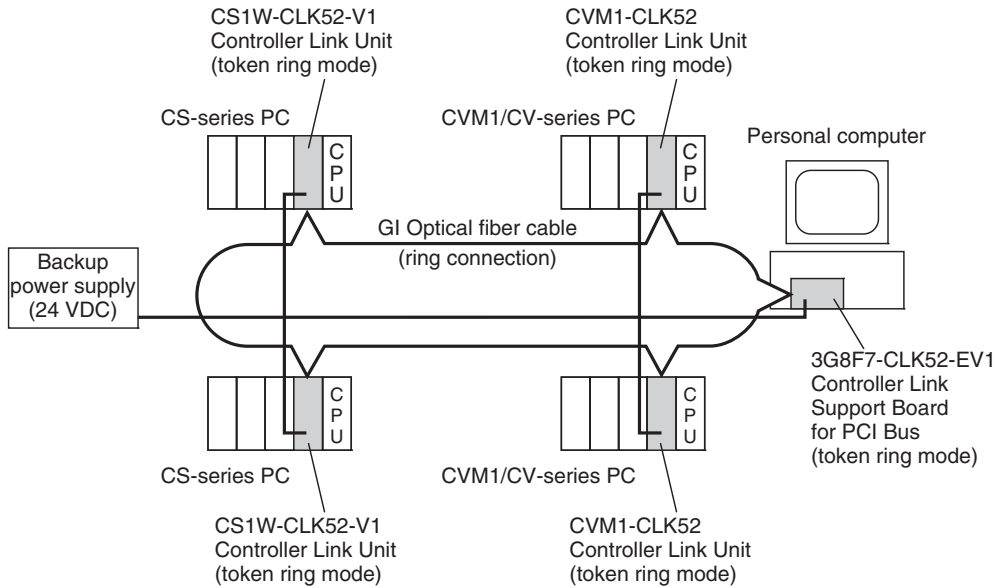 CS1W-CLK52-V1
Controller Link Unit
(token ring mode)
CVM1-CLK52
Controller Link Unit
(token ring mode)
CS-series PC
CVM1/CV-series PC
Personal computer
C
P
U
C
P
U
GI Optical fiber cable
(ring connection)
Backup
power supply
(24 VDC)
3G8F7-CLK52-EV1
Controller Link
Support Board
for PCI Bus
(token ring mode)
C
P
U
C
P
U
CS-series PC
CVM1/CV-series PC
CS1W-CLK52-V1
Controller Link Unit
(token ring mode)
CVM1-CLK52
Controller Link Unit
(token ring mode)